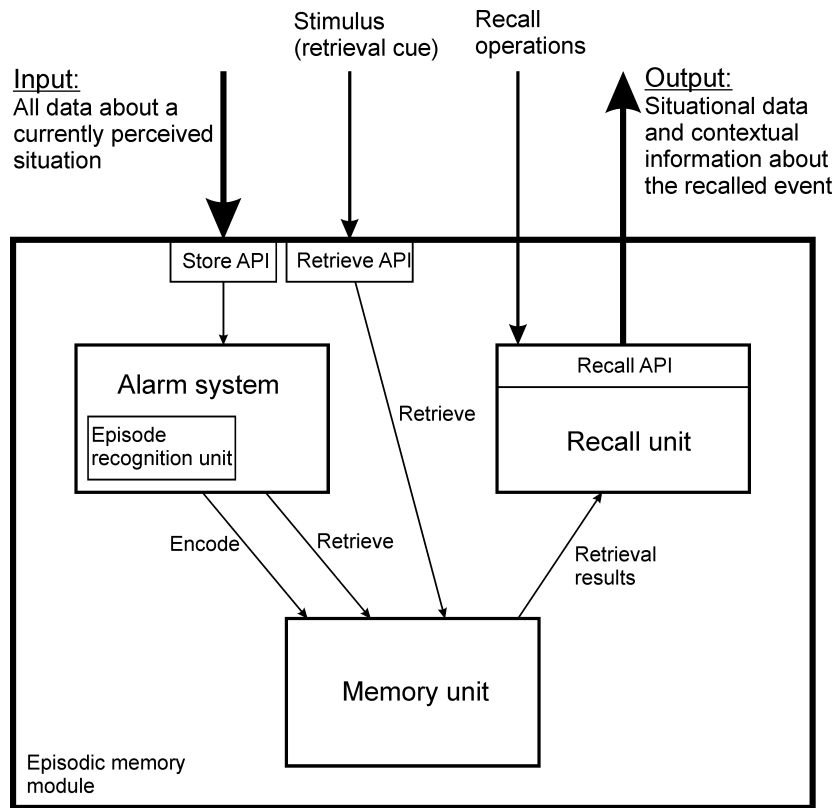 Stimulus
(retrieval cue)
Recall
operations
Input:
All data about a
currently perceived
situation
Output:
Situational data
and contextual
information about
the recalled event
Store API
Retrieve API
Alarm system
Episode
recognition unit
Retrieve
Recall API
Recall unit
Encode
Retrieve
Retrieval
results
Memory unit
Episodic memory
module